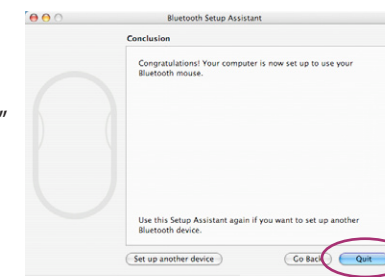 Bluetooth Setup Assistant
Conclusion
Congratulations! Your computer is now set up to use your
Bluetooth mouse.
"
Use this Setup Assistant again if you want to set up another
Bluetooth device.
Set up another device
Go Back
Quit